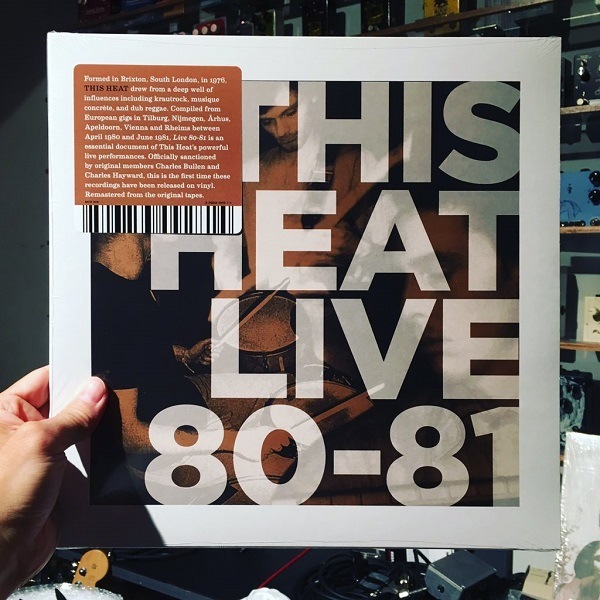 Formed in Brixton, South London, in 1976,
THIS HEAT drew from a deep well of
influences including krautrock, musique
concrète, and dub reggae. Compiled from
European gigs in Tilburg, Nijmegen, Århus,
Apeldoorn, Vienna and Rheims between
April 1980 and June 1981, Live 80-81 is an
essential document of This Heat's powerful
live performances. Officially sanctioned
by original members Charles Bullen and
Charles Hayward, this is the first time these
recordings have been released on vinyl.
Remastered from the original tapes.
THIS
HEAT
LIVE
80-81